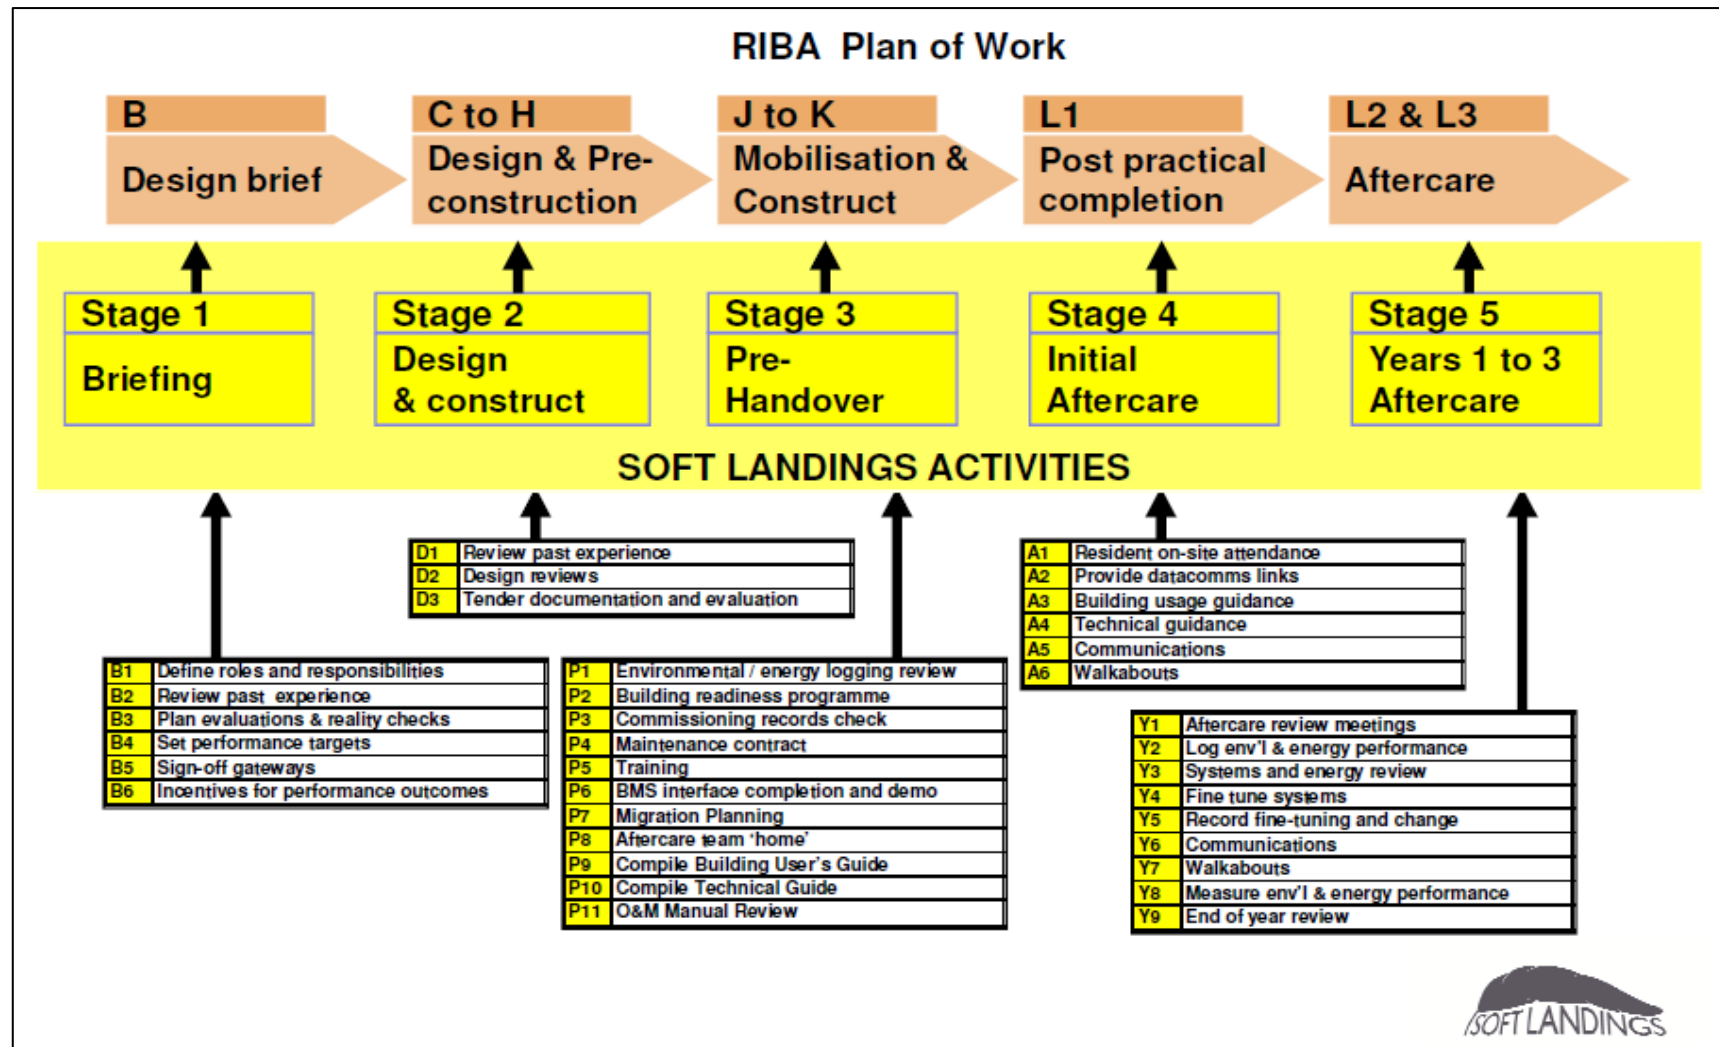 RIBA Plan of Work
B
Design brief
C to H
Design & Pre-
construction
J to K
Mobilisation &
Construct
L1
Post practical
completion
L2 & L3
Aftercare
Stage 1
Briefing
Stage 2
Design
& construct
Stage 3
Pre-
Handover
Stage 4
Initial
Aftercare
Stage 5
Years 1 to 3
Aftercare
SOFT LANDINGS ACTIVITIES
B1 Define roles and responsibilities
B2 Review past experience
B3 Plan evaluations & reality checks
B4 Set performance targets
B5 Sign-off gateways
B6 Incentives for performance outcomes
D1 Review past experience
D2 Design reviews
D3 Tender documentation and evaluation
P1 Environmental / energy logging review
P2 Building readiness programme
P3 Commissioning records check
P4 Maintenance contract
P5 Training
P6 BMS interface completion and demo
P7 Migration Planning
P8 Aftercare team ‘home’
P9 Compile Building User's Guide
P10 Compile Technical Guide
P11 O&M Manual Review
A1 Resident on-site attendance
A2 Provide datacomms links
A3 Building usage guidance
A4 Technical guidance
A5 Communications
A6 Walkabouts
Y1 Aftercare review meetings
Y2 Log env'l & energy performance
Y3 Systems and energy review
Y4 Fine tune systems
Y5 Record fine-tuning and change
Y6 Communications
Y7 Walkabouts
Y8 Measure env'l & energy performance
Y9 End of year review
SOFT LANDINGS